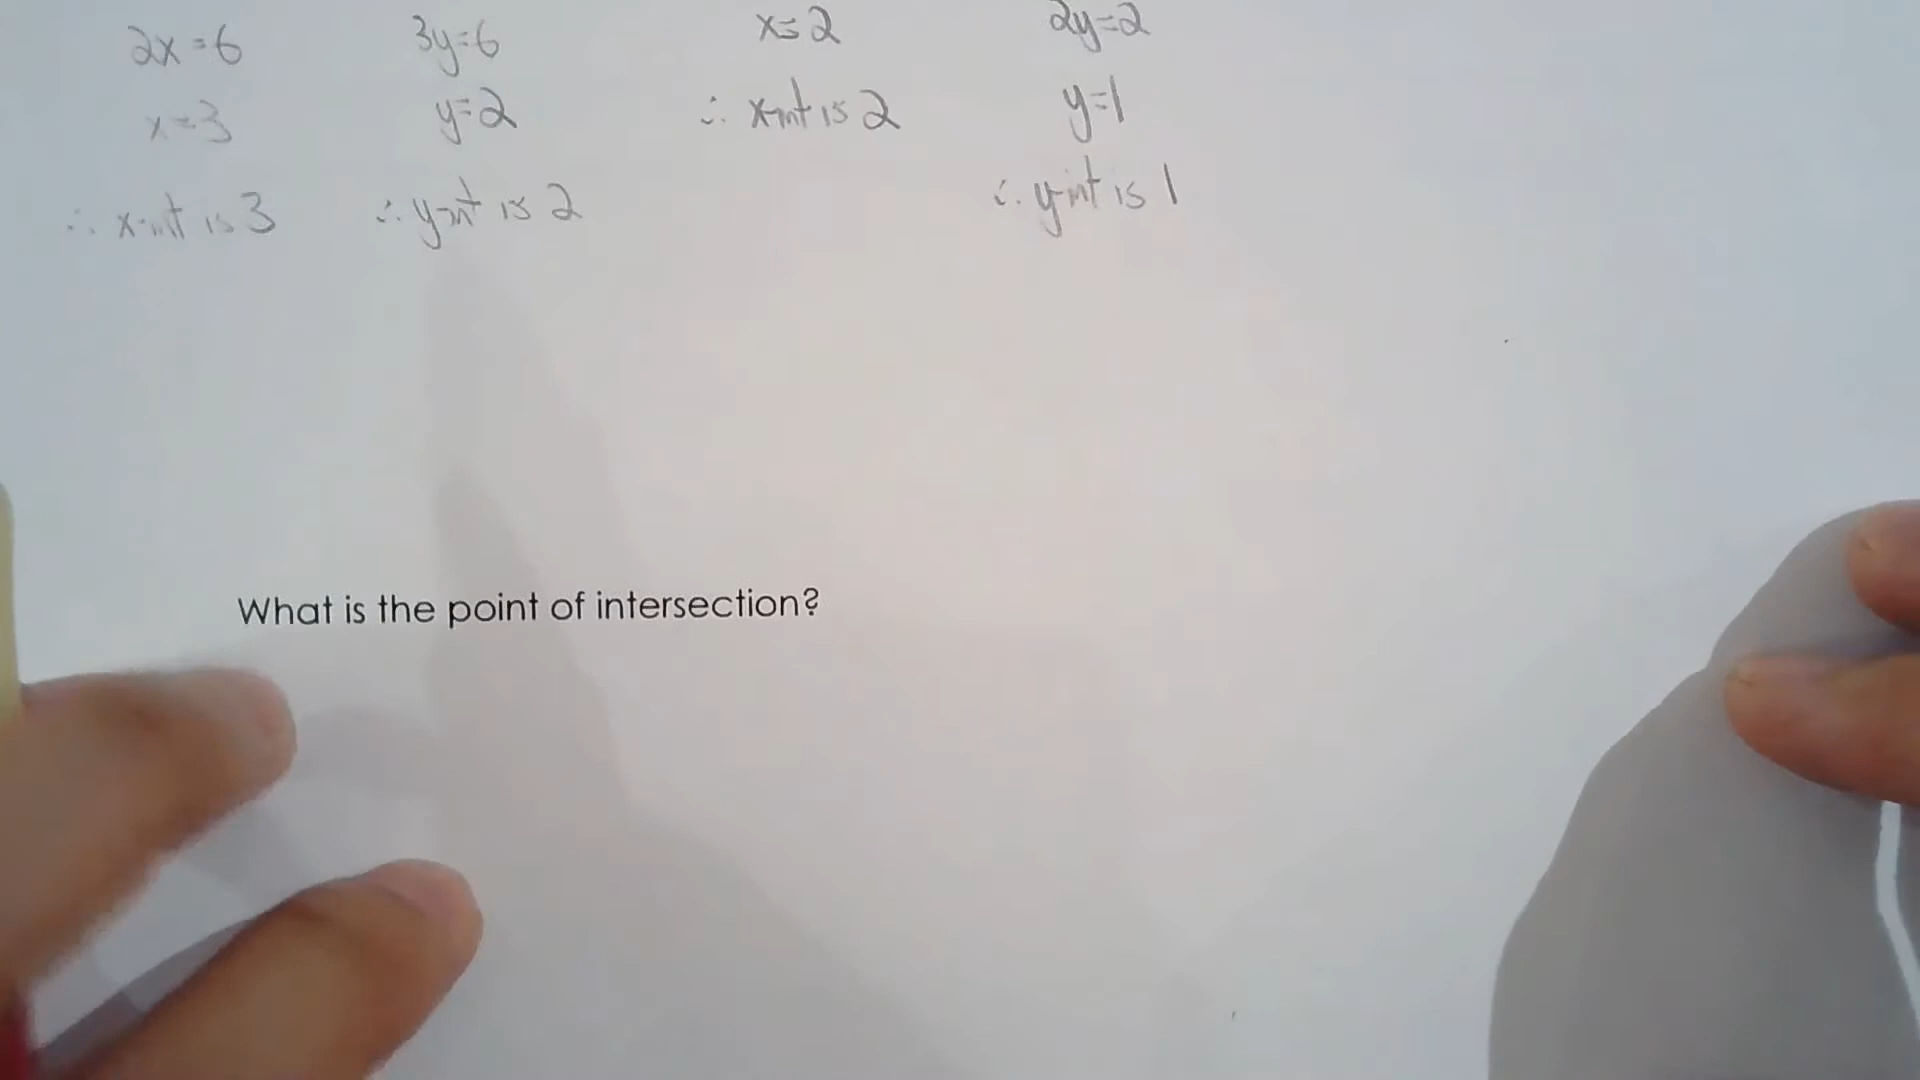 2x=6 3y=6 x=2 2y=2
x=3 y=2 ∴ x-int is 2 y=1
∴ x-int is 3 ∴ y-int is 2 ∴ y-int is 1
What is the point of intersection?